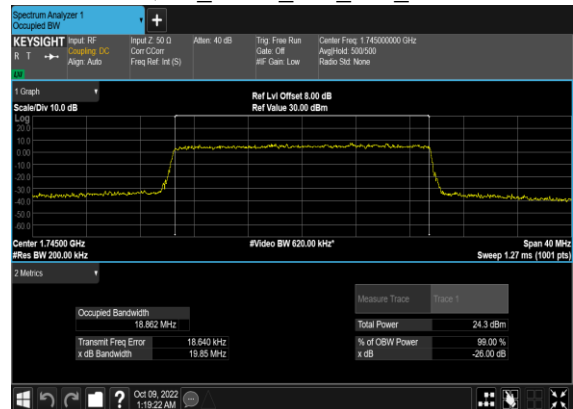 Spectrum Analyzer 1
Occupied BW
+
KEYSIGHT Input: RF Input Z: 50 Ω Atten: 40 dB Trig: Free Run Center Freq: 1.745000000 GHz
R T Coupling: DC Corr CCorr Gate: Off Avg|Hold: 500/500
Align: Auto Freq Ref: Int (S) #IF Gain: Low Radio Std: None
1 Graph
Ref Lvl Offset 8.00 dB
Scale/Div 10.0 dB Ref Value 30.00 dBm
Log
20.0
10.0
0.00
-10.0
-20.0
-30.0
-40.0
-50.0
-60.0
Center 1.74500 GHz #Video BW 620.00 kHz* Span 40 MHz
#Res BW 200.00 kHz Sweep 1.27 ms (1001 pts)
2 Metrics
Measure Trace Trace 1
Occupied Bandwidth
18.862 MHz Total Power 24.3 dBm
Transmit Freq Error 18.640 kHz % of OBW Power 99.00 %
x dB Bandwidth 19.85 MHz x dB -26.00 dB
? Oct 09, 2022
1:19:22 AM